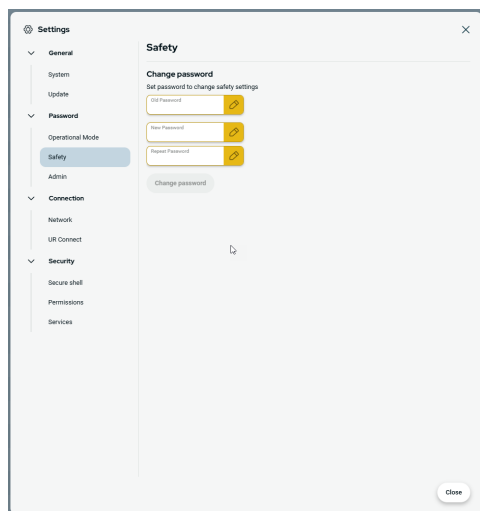 Settings
General
System
Update
Password
Operational Mode
Safety
Admin
Connection
Network
UR Connect
Security
Secure shell
Permissions
Services
Safety
Change password
Set password to change safety settings
Old Password
New Password
Repeat Password
Change password
Close